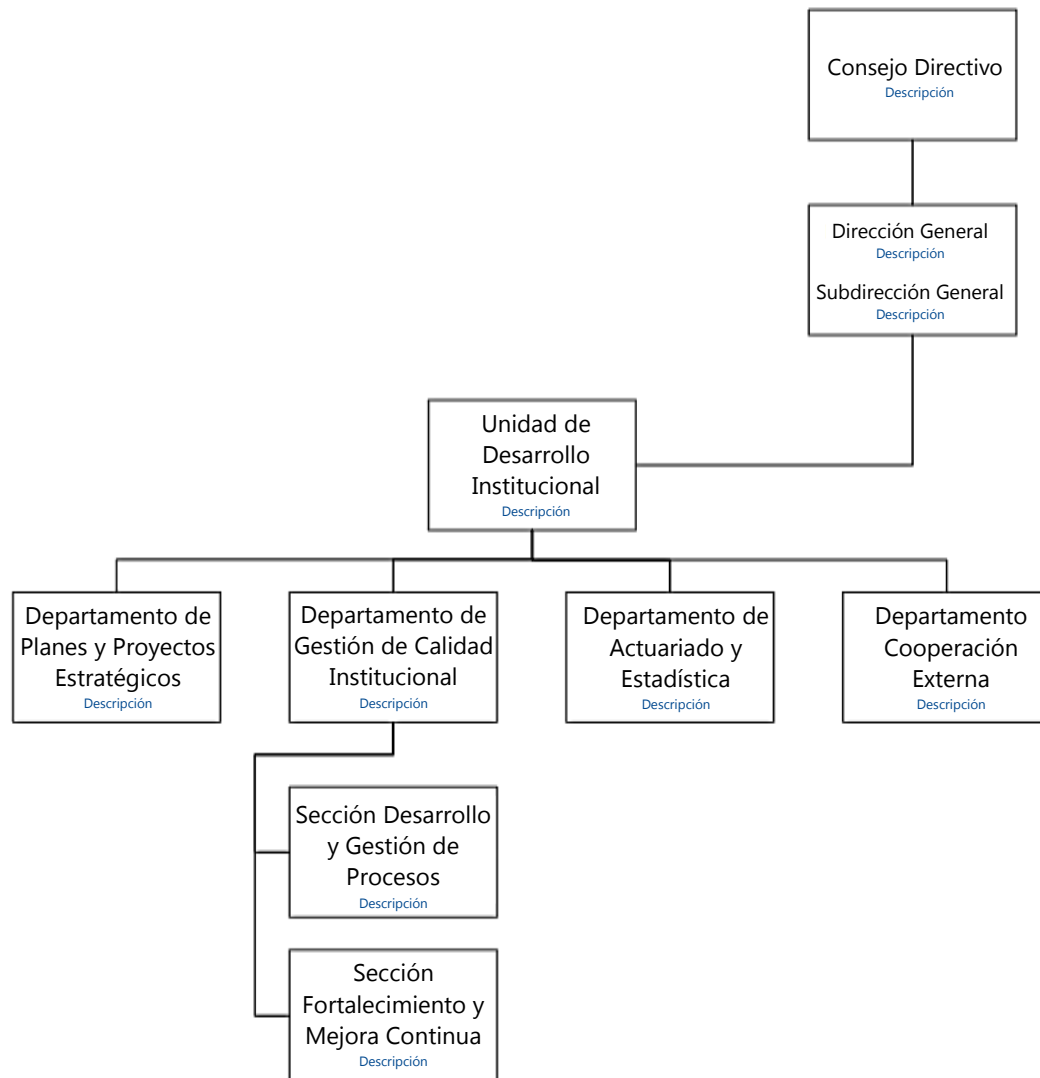 Consejo Directivo
Descripción
Dirección General
Descripción
Subdirección General
Descripción
Unidad de
Desarrollo
Institucional
Descripción
Departamento de
Planes y Proyectos
Estratégicos
Descripción
Departamento de
Gestión de Calidad
Institucional
Descripción
Departamento de
Actuariado y
Estadística
Descripción
Departamento
Cooperación
Externa
Descripción
Sección Desarrollo
y Gestión de
Procesos
Descripción
Sección
Fortalecimiento y
Mejora Continua
Descripción